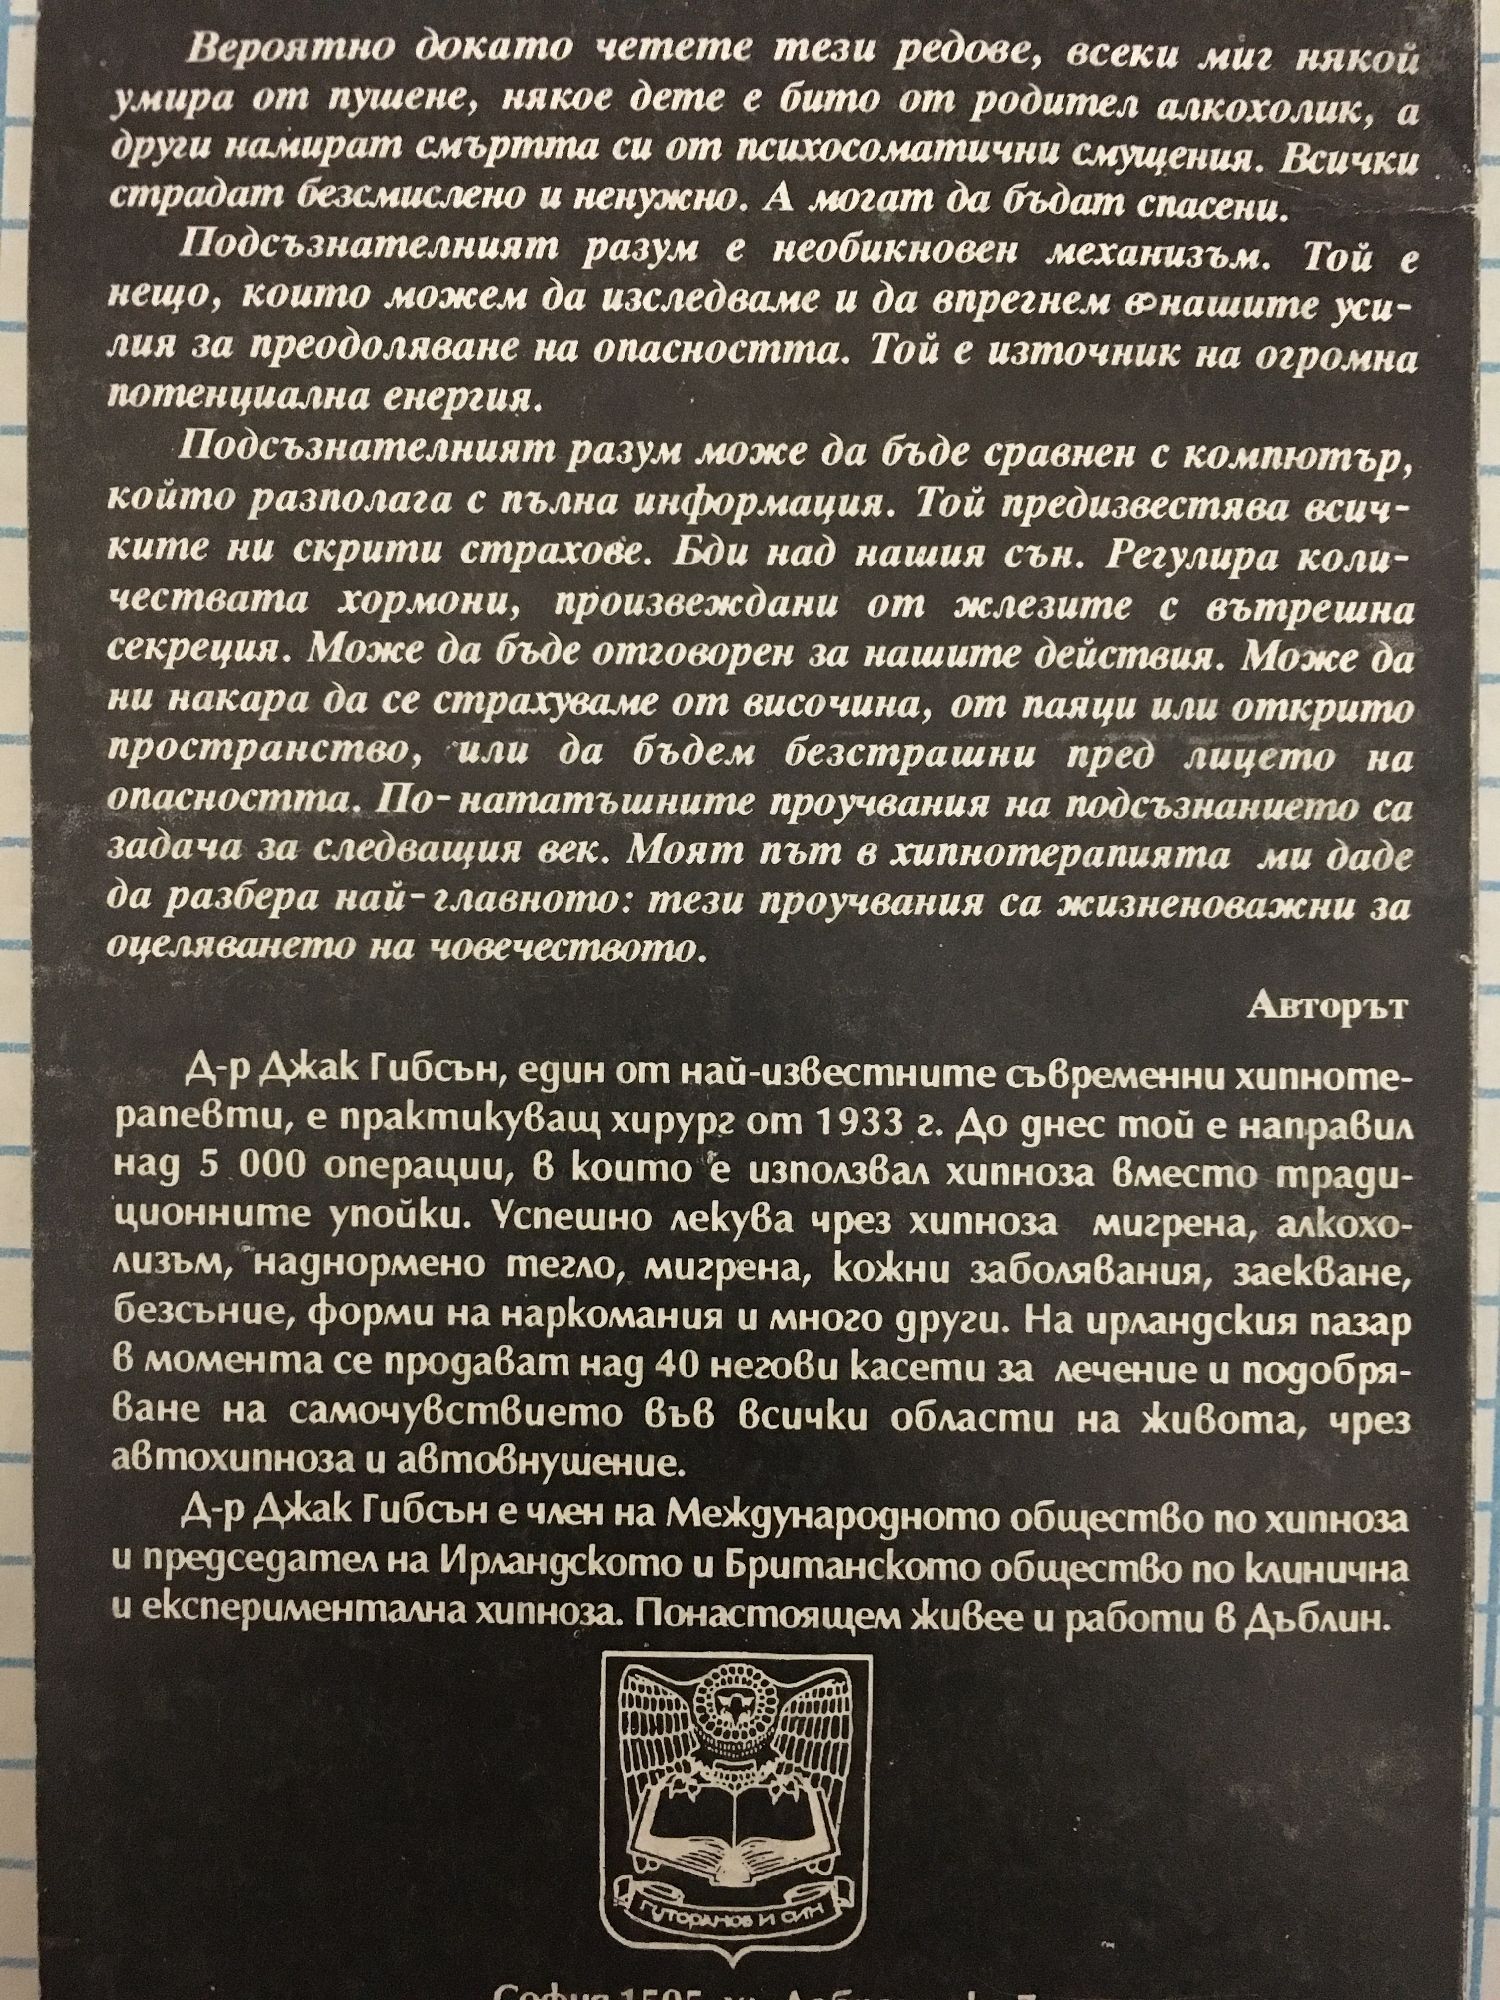 Вероятно докато четете тези редове, всеки миг някой
умира от пушене, някое дете е бито от родител алкохолик, а
други намират смъртта си от психосоматични смущения. Всички
страдат безсмислено и ненужно. А могат да бъдат спасени.
Подсъзнателният разум е необикновен механизъм. Той е
нещо, които можем да изследваме и да впрегнем в нашите уси-
лия за преодоляване на опасността. Той е източник на огромна
потенциална енергия.
Подсъзнателният разум може да бъде сравнен с компютър,
който разполага с пълна информация. Той предизвестява всич-
ките ни скрити страхове. Бди над нашия сън. Регулира коли-
чествата хормони, произвеждани от жлезите с вътрешна
секреция. Може да бъде отговорен за нашите действия. Може да
ни накара да се страхуваме от височина, от паяци или открито
пространство, или да бъдем безстрашни пред лицето на
опасността. По-нататъшните проучвания на подсъзнанието са
задача за следващия век. Моят път в хипнотерапията ми даде
да разбера най-главното: тези проучвания са жизненоважни за
оцеляването на човечеството.
Авторът
Д-р Джак Гибсън, един от най-известните съвременни хипноте-
рапевти, е практикуващ хирург от 1933 г. До днес той е направил
над 5 000 операции, в които е използвал хипноза вместо тради-
ционните упойки. Успешно лекува чрез хипноза мигрена, алкохо-
лизъм, наднормено тегло, мигрена, кожни заболявания, заекване,
безсъние, форми на наркомания и много други. На ирландския пазар
в момента се продават над 40 негови касети за лечение и подобря-
ване на самочувствието във всички области на живота, чрез
автохипноза и автовнушение.
Д-р Джак Гибсън е член на Международното общество по хипноза
и председател на Ирландското и Британското общество по клинична
и експериментална хипноза. Понастоящем живее и работи в Дъблин.
ГУТОРАНОВ И СИН
София